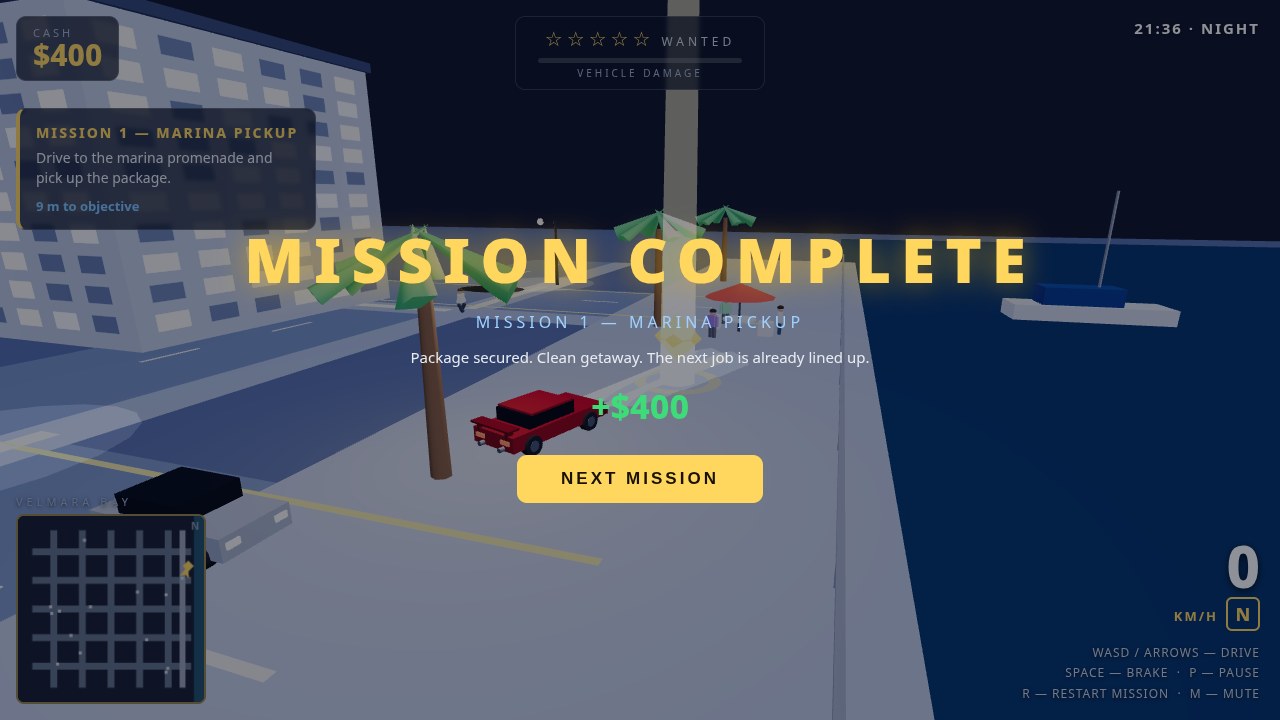 CASH
$400
☆☆☆☆☆ WANTED
VEHICLE DAMAGE
21:36 · NIGHT
MISSION 1 — MARINA PICKUP
Drive to the marina promenade and
pick up the package.
9 m to objective
MISSION COMPLETE
MISSION 1 — MARINA PICKUP
Package secured. Clean getaway. The next job is already lined up.
+$400
NEXT MISSION
VELMARA BAY
N
0
KM/H N
WASD / ARROWS — DRIVE
SPACE — BRAKE · P — PAUSE
R — RESTART MISSION · M — MUTE